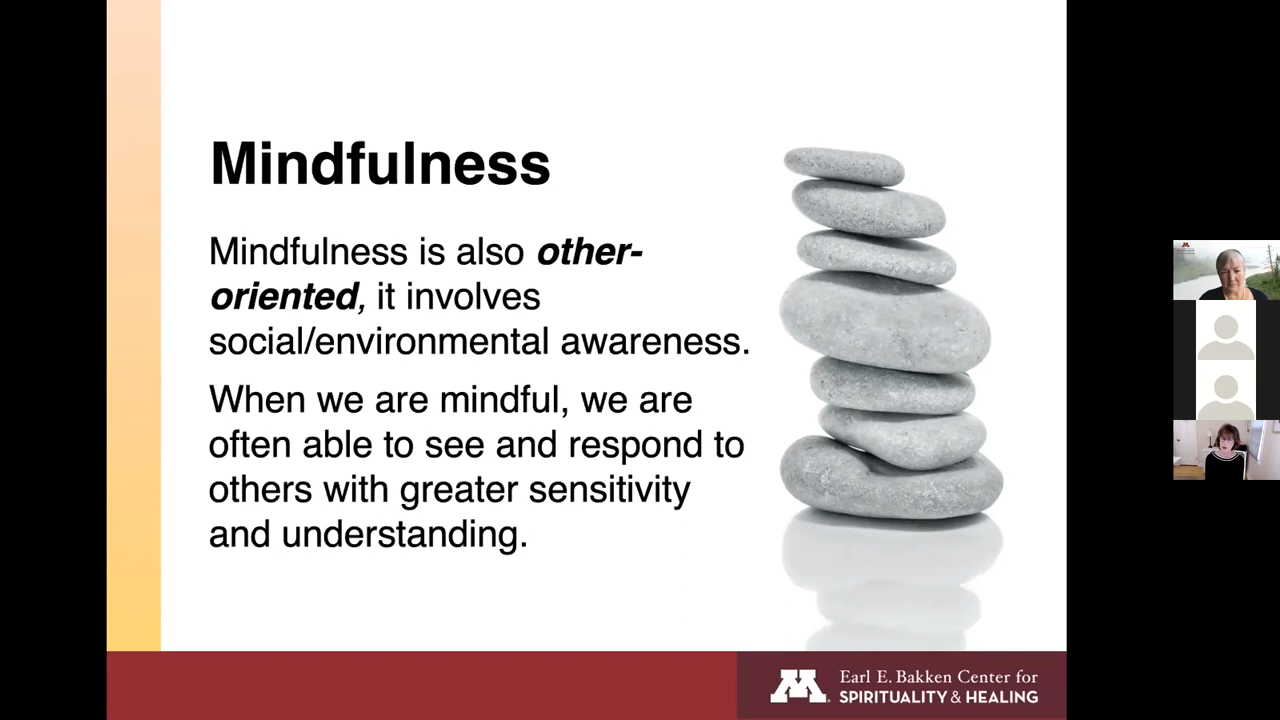 Mindfulness
Mindfulness is also other-
oriented, it involves
social/environmental awareness.
When we are mindful, we are
often able to see and respond to
others with greater sensitivity
and understanding.
M
Earl E. Bakken Center for
SPIRITUALITY & HEALING